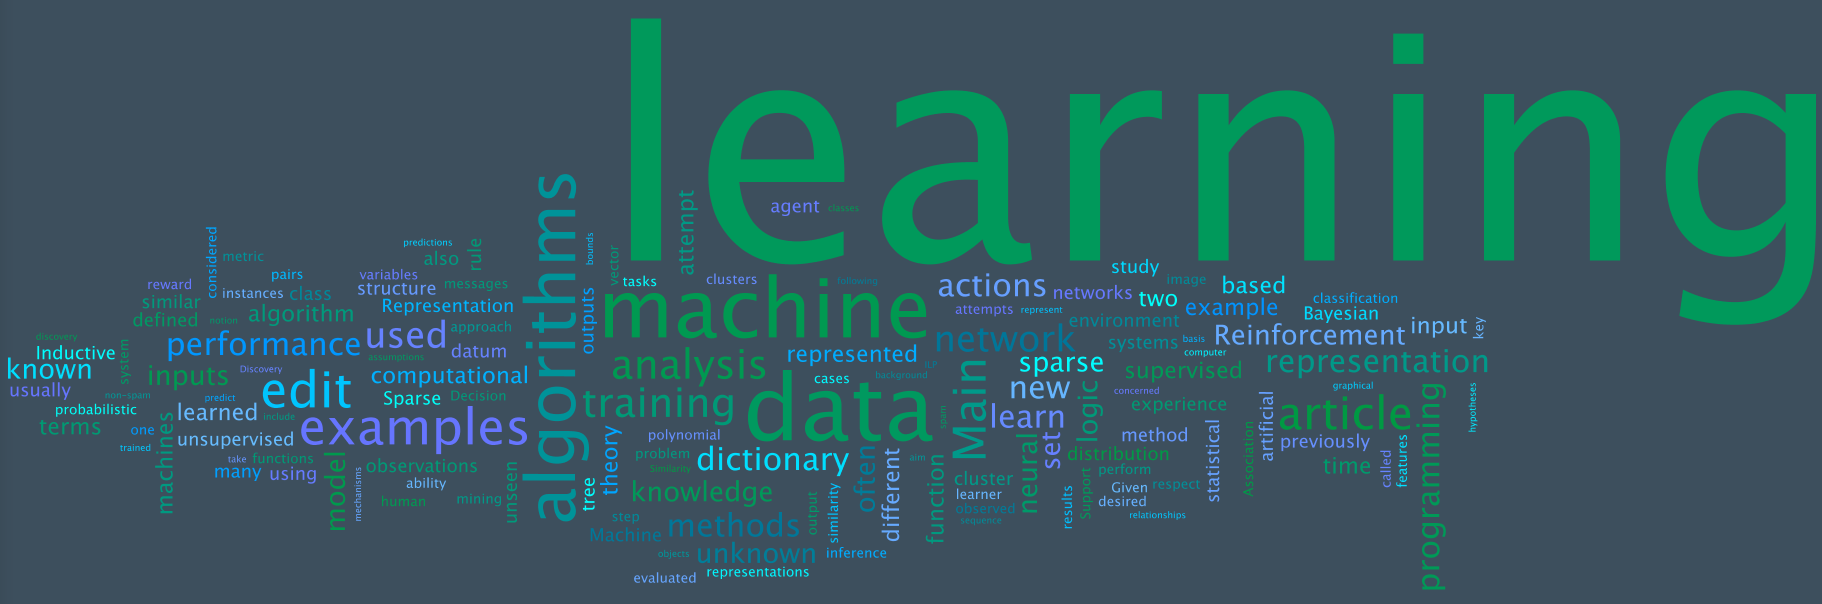 learning
algorithms
agent
classes
attempt
considered
predictions
also
rule
bounds
vector
metric
reward
pairs
instances
class
variables
structure
messages
tasks
clusters
following
actions
study
image
based
networks
two
example
classification
Bayesian
similar
defined
notion
algorithm
Representation
approach
outputs
machine
attempts
represent
environment
Reinforcement
input
key
discovery
Inductive
system
performance
used
assumptions
datum
network
systems
basis
computer
known
usually
inputs
Discovery
computational
analysis
represented
ILP
background
cases
sparse
supervised
representation
non-spam
predict
edit
Sparse
Decision
training
data
Main
new
concerned
graphical
probabilistic
learned
include
examples
spam
learn
logic
experience
artificial
article
programming
hypotheses
terms
one
trained
machines
unsupervised
polynomial
set
method
statistical
previously
take
functions
many
using
model
mechanisms
observations
ability
theory
problem
Similarity
dictionary
often
different
aim
distribution
perform
Association
time
called
features
human
mining
unseen
tree
knowledge
function
cluster
learner
neural
Given
respect
desired
results
Support
relationships
step
Machine
methods
output
similarity
observed
sequence
objects
unknown
inference
evaluated
representations